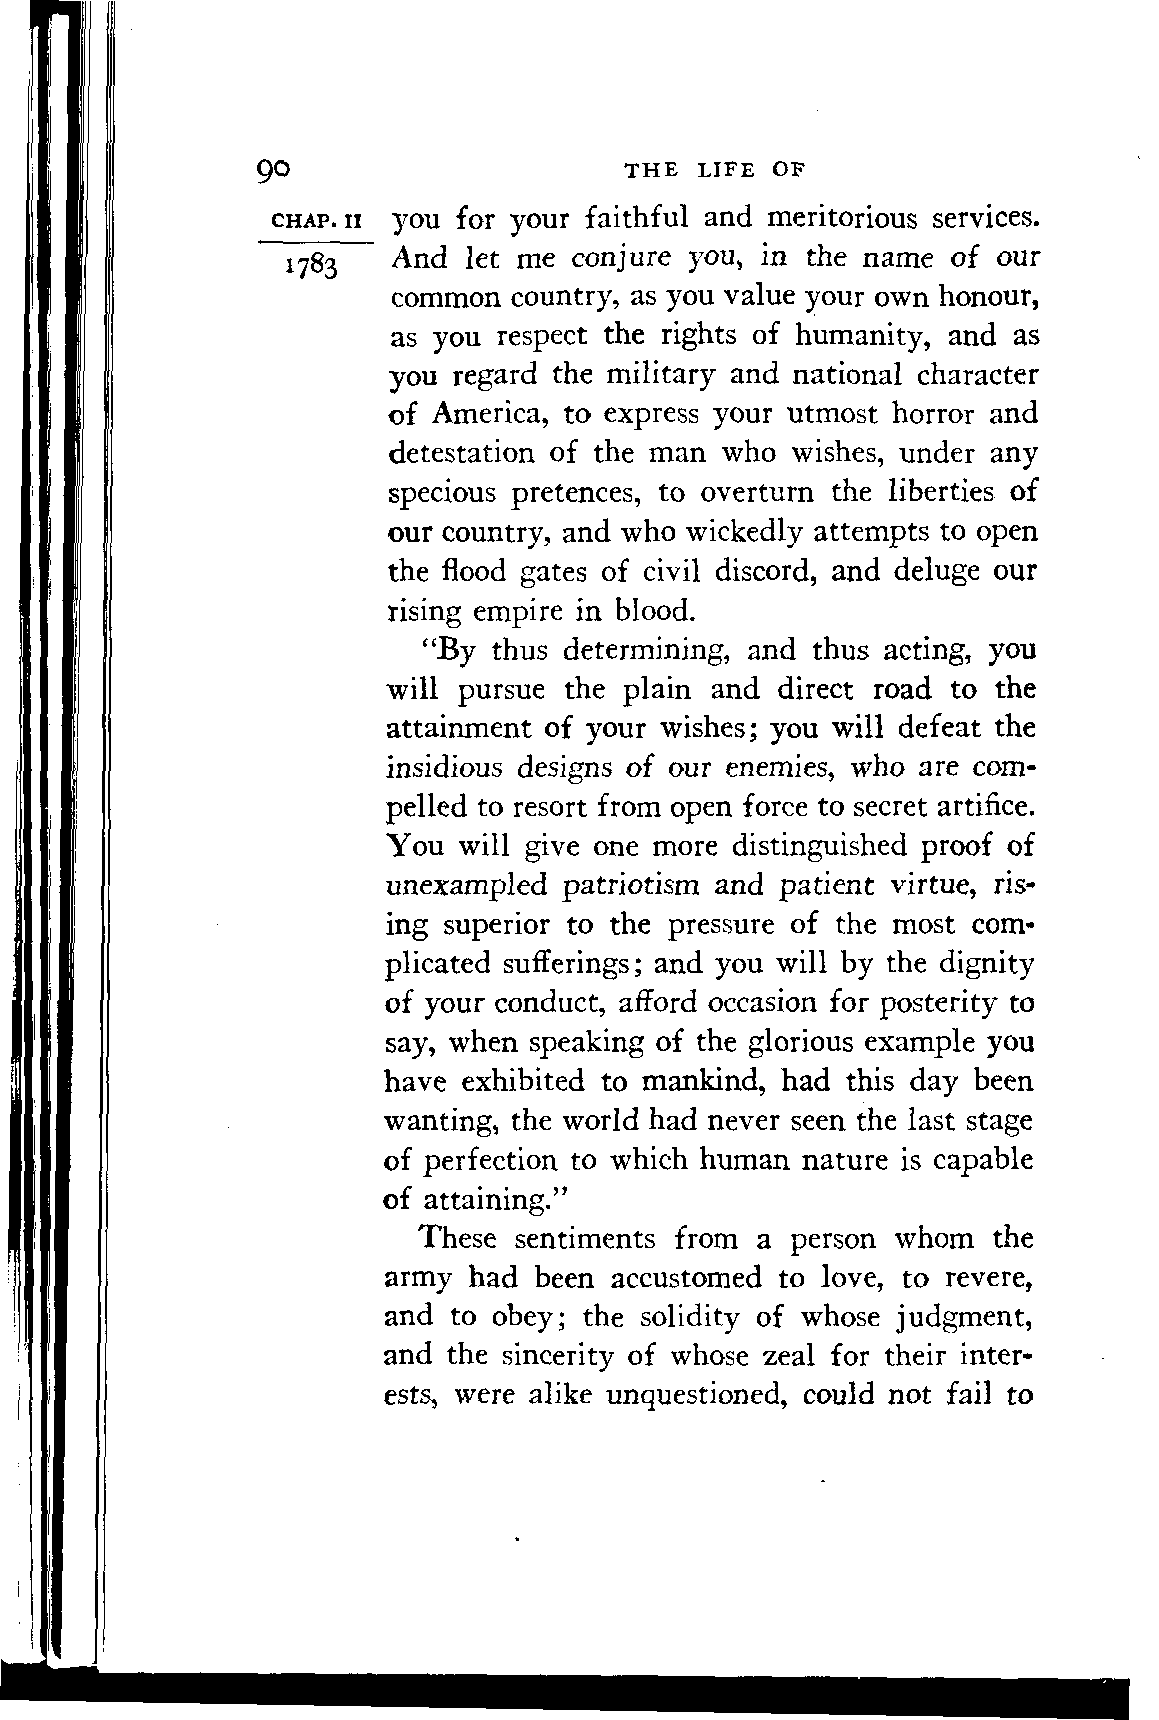 90 THE LIFE OF
CHAP. II you for your faithful and meritorious services.
1783 And let me conjure you, in the name of our
common country, as you value your own honour,
as you respect the rights of humanity, and as
you regard the military and national character
of America, to express your utmost horror and
detestation of the man who wishes, under any
specious pretences, to overturn the liberties of
our country, and who wickedly attempts to open
the flood gates of civil discord, and deluge our
rising empire in blood.
“By thus determining, and thus acting, you
will pursue the plain and direct road to the
attainment of your wishes; you will defeat the
insidious designs of our enemies, who are com-
pelled to resort from open force to secret artifice.
You will give one more distinguished proof of
unexampled patriotism and patient virtue, ris-
ing superior to the pressure of the most com-
plicated sufferings; and you will by the dignity
of your conduct, afford occasion for posterity to
say, when speaking of the glorious example you
have exhibited to mankind, had this day been
wanting, the world had never seen the last stage
of perfection to which human nature is capable
of attaining.”
These sentiments from a person whom the
army had been accustomed to love, to revere,
and to obey; the solidity of whose judgment,
and the sincerity of whose zeal for their inter-
ests, were alike unquestioned, could not fail to